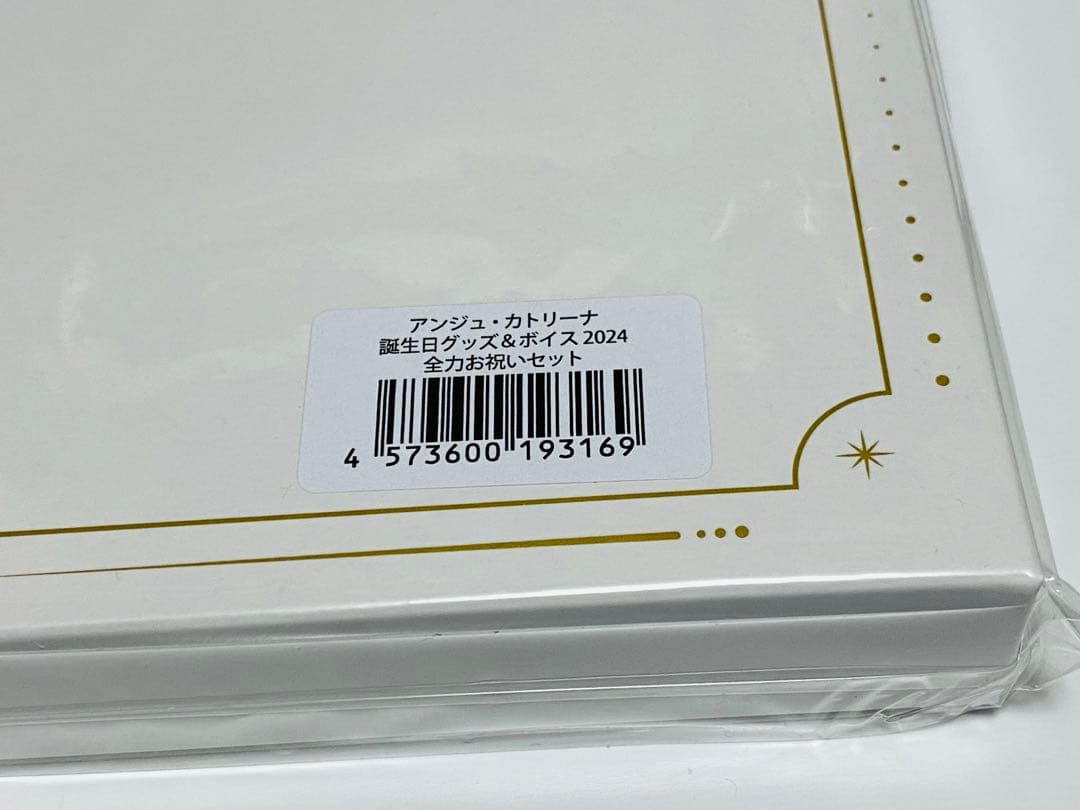 アンジュ・カトリーナ
誕生日グッズ&ボイス2024
全力お祝いセット
4 573600 193169